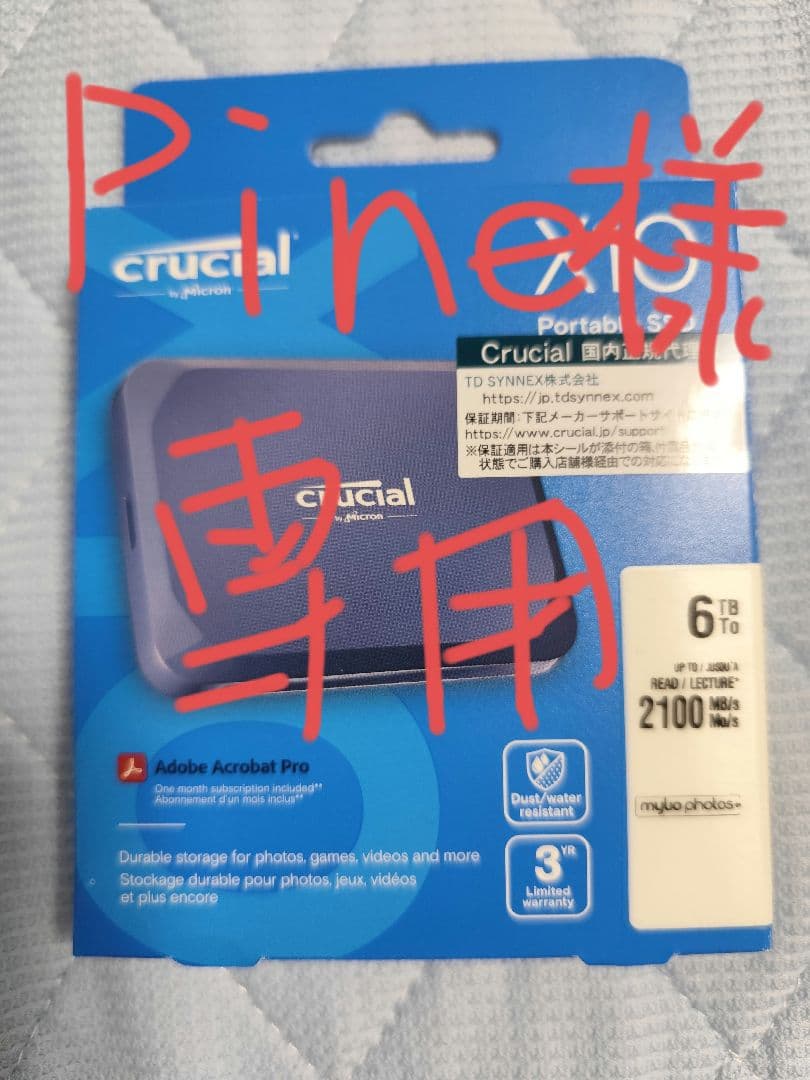 Pine様
専用
crucial
by Micron
X10
Portable SSD
Crucial 国内正規代理
TD SYNNEX株式会社
https://jp.tdsynnex.com
保証期間:下記メーカーサポートサイト
https://www.crucial.jp/support
※保証適用は本シールが添付の箱、付属品
状態でご購入店舗様経由での対応に
crucial
by Micron
6 TB
To
UP TO / JUSQU'À
READ / LECTURE*
2100 MB/s
Mo/s
mylio photos
Adobe Acrobat Pro
One month subscription included**
Abonnement d'un mois inclus**
Dust/water
resistant
Durable storage for photos, games, videos and more
Stockage durable pour photos, jeux, vidéos
et plus encore
3 YR
Limited
warranty